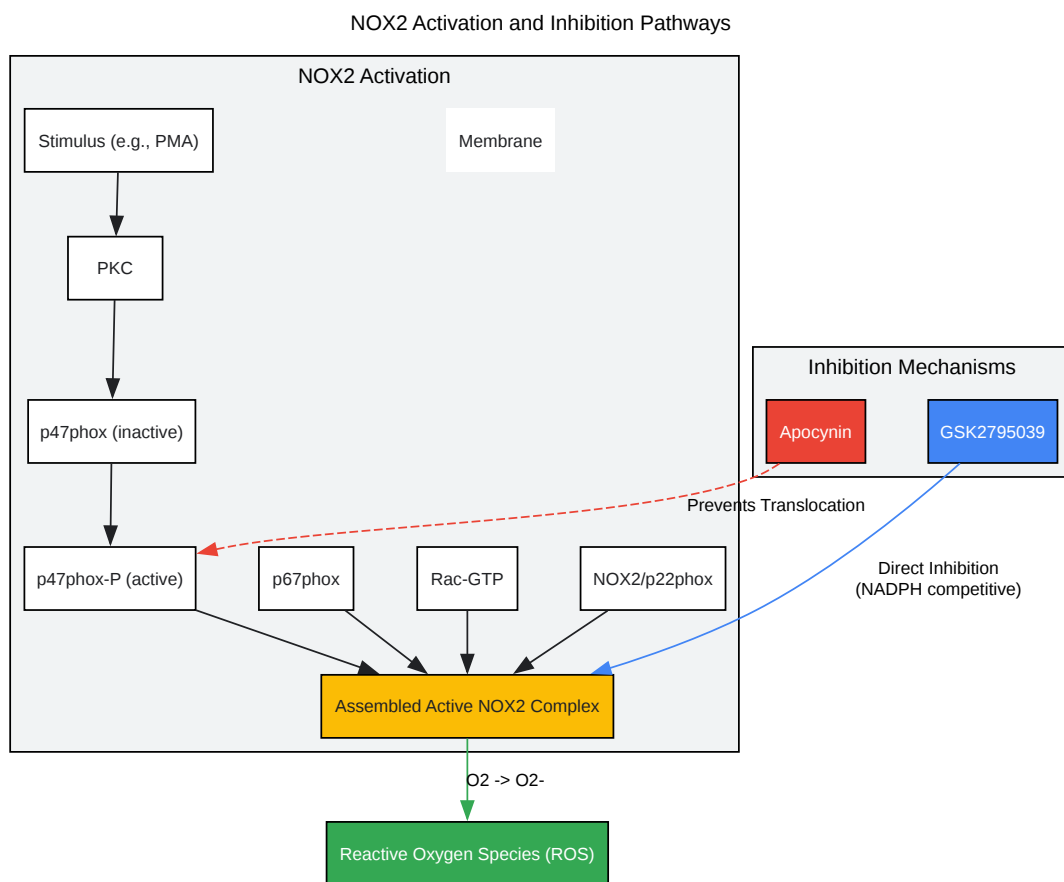 NOX2 Activation and Inhibition Pathways
NOX2 Activation
Stimulus (e.g., PMA)
Membrane
PKC
Inhibition Mechanisms
p47phox (inactive)
Apocynin
GSK2795039
Prevents Translocation
p47phox-P (active)
p67phox
Rac-GTP
NOX2/p22phox
Direct Inhibition
(NADPH competitive)
Assembled Active NOX2 Complex
O2 -> O2-
Reactive Oxygen Species (ROS)